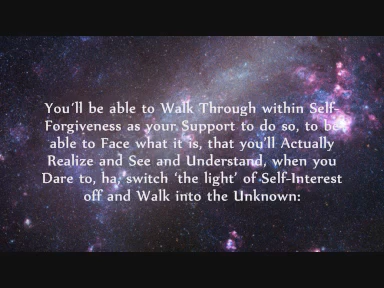 You'll be able to Walk Through within Self-
Forgiveness as your Support to do so, to be
able to Face what it is, that you'll Actually
Realize and See and Understand, when you
Dare to, ha, switch 'the light' of Self-Interest
off and Walk into the Unknown: